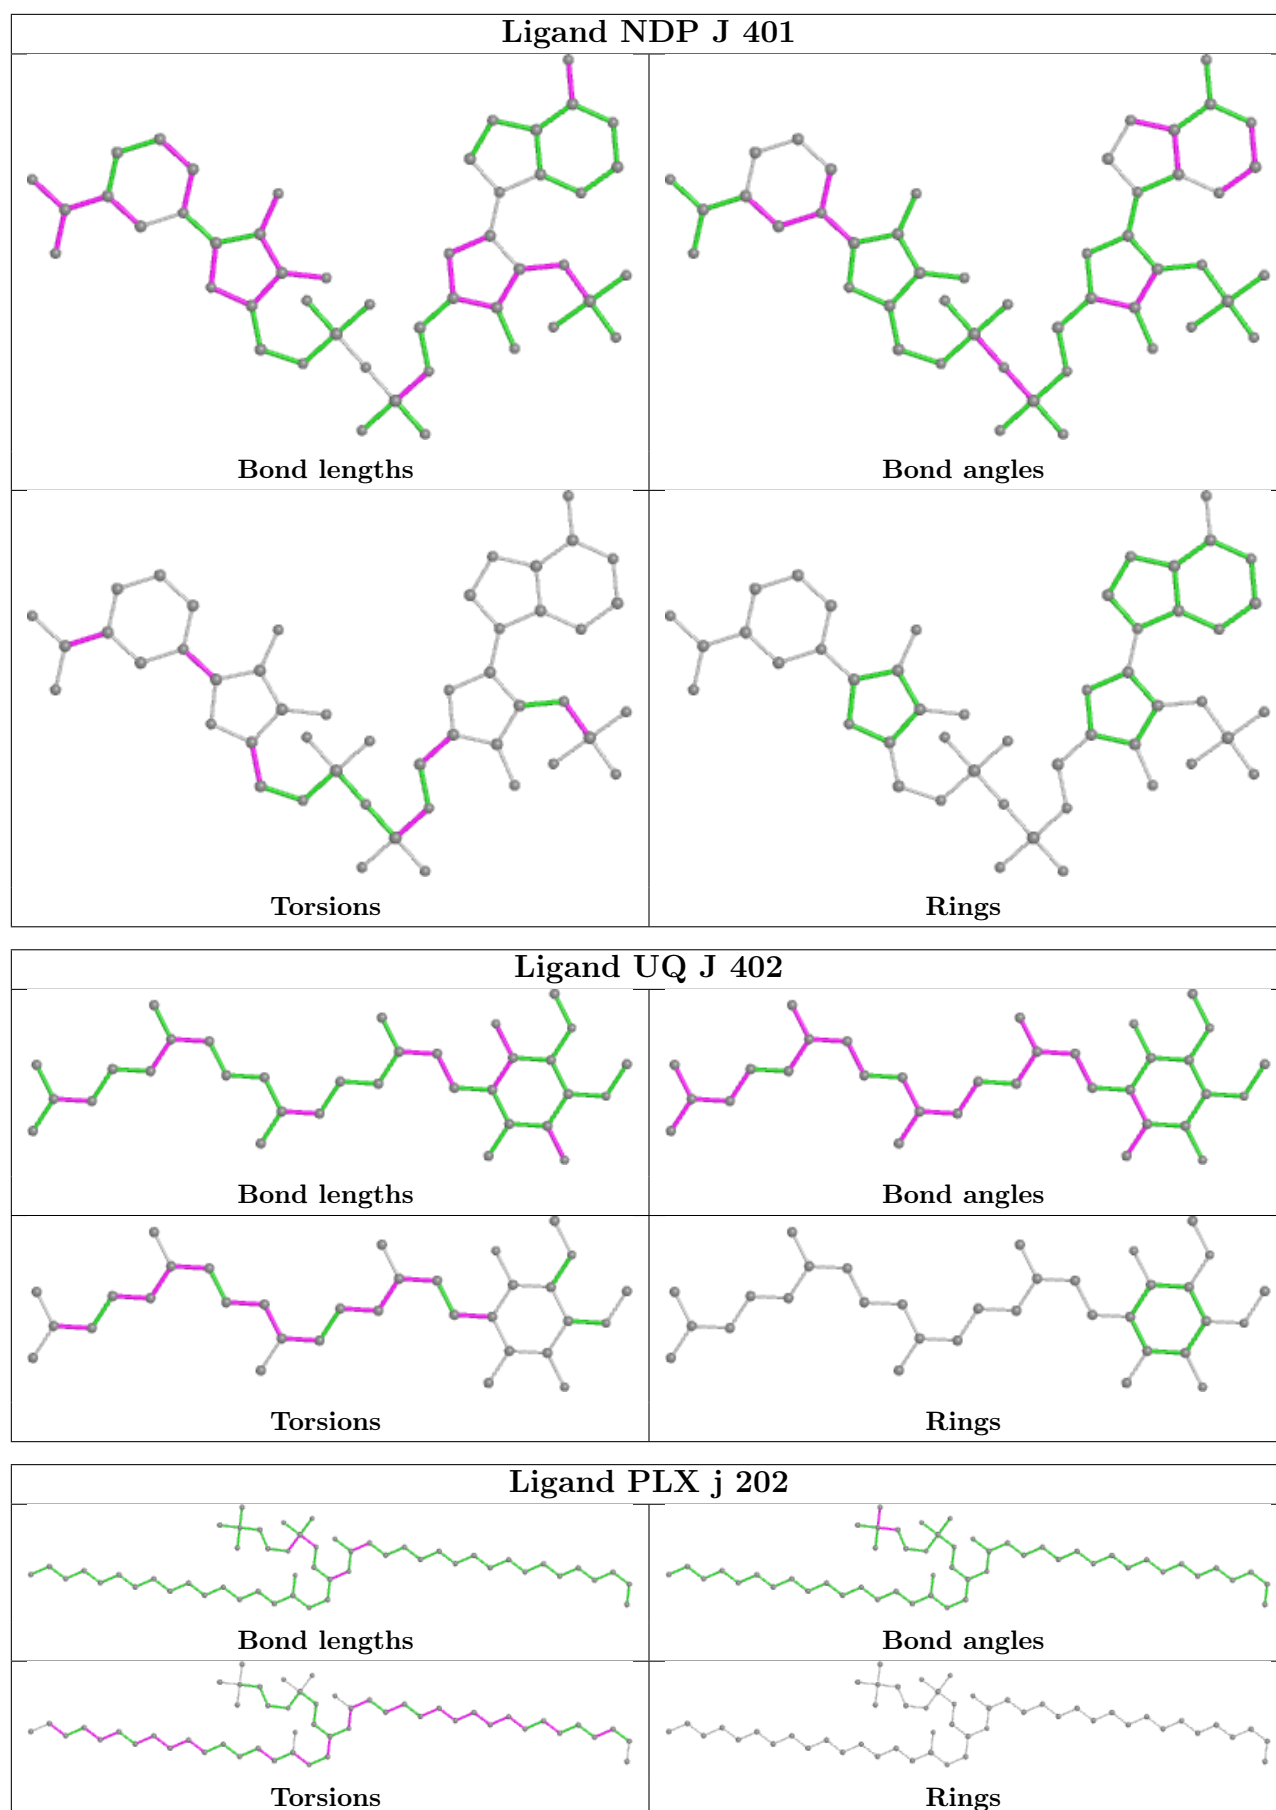 Ligand NDP J 401
Bond lengths
Bond angles
Torsions
Rings
Ligand UQ J 402
Bond lengths
Bond angles
Torsions
Rings
Ligand PLX j 202
Bond lengths
Bond angles
Torsions
Rings